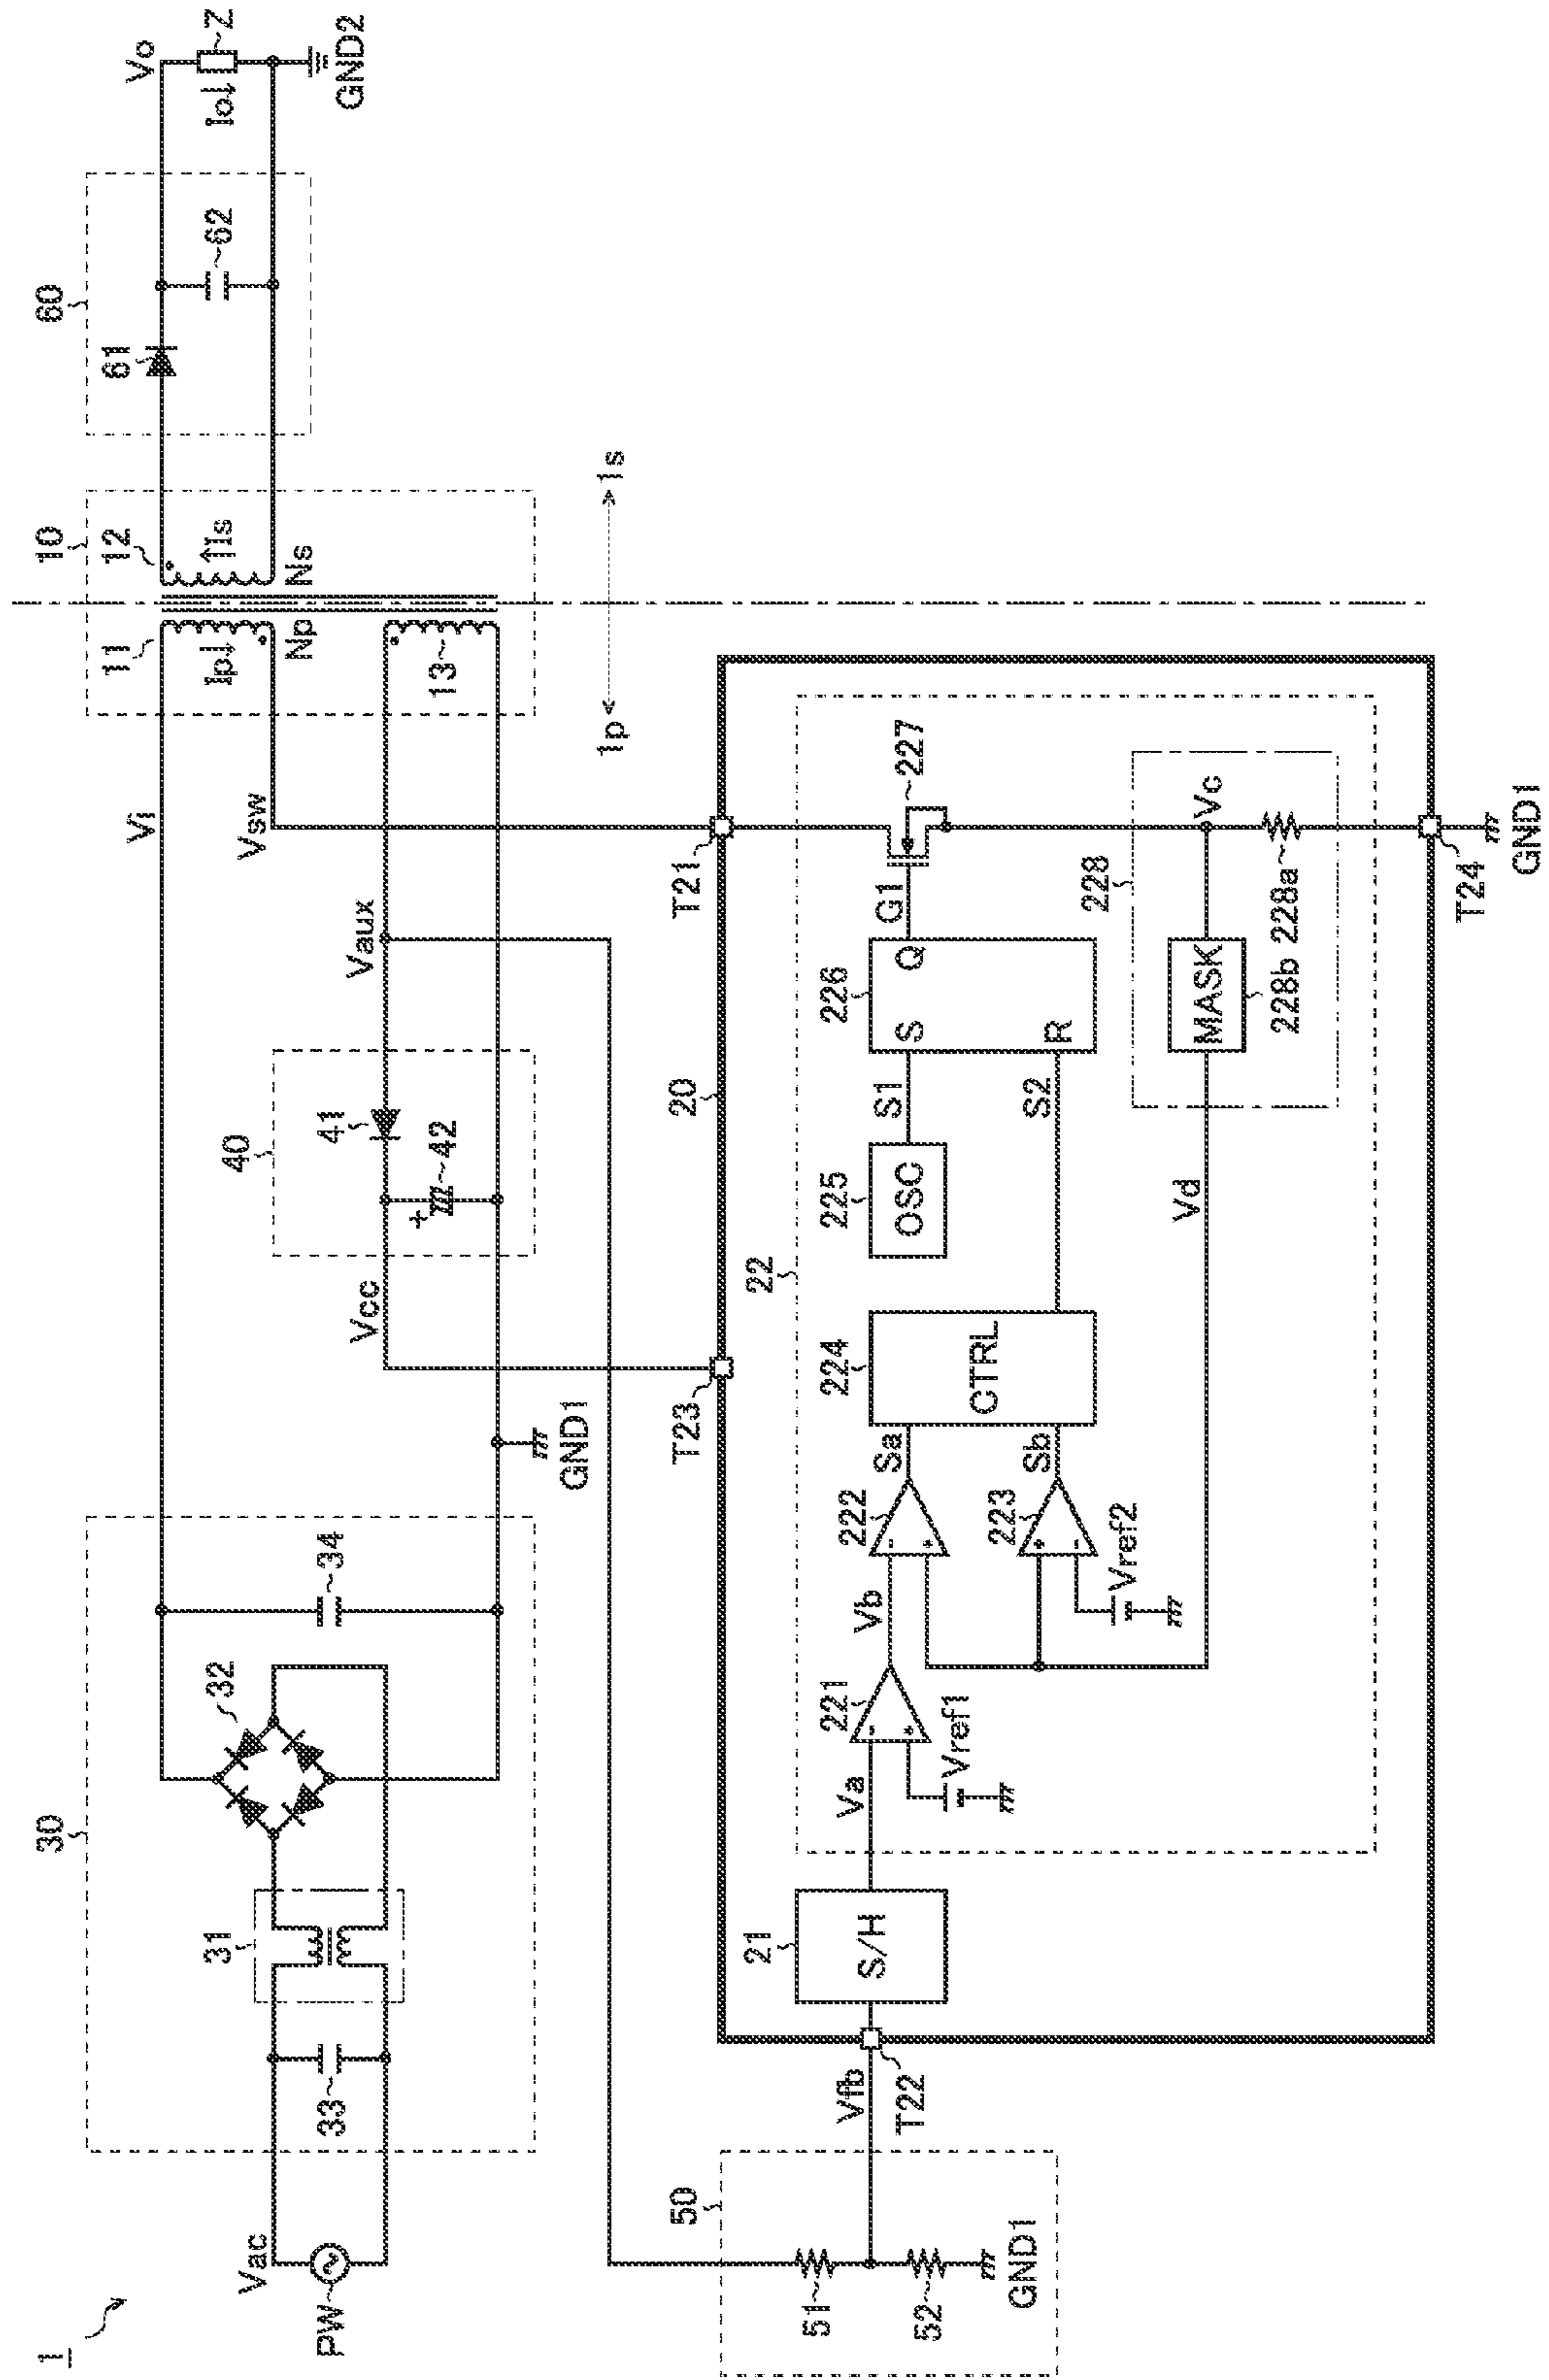 1
PW
Vac
30
33
31
32
34
Vi
GND1
Vcc
40
41
42
Vaux
Vsw
10
11
12
Ip↓
↑Is
Np
Ns
13
1p
1s
60
61
62
Vo
Io↓
Z
GND2
50
51
52
GND1
Vfb
T22
T23
T21
20
21
S/H
22
Va
221
Vref1
Vb
222
223
Vref2
Sa
Sb
224
CTRL
225
OSC
S1
S2
226
S
R
Q
G1
227
Vd
228
MASK
228b
228a
Vc
T24
GND1